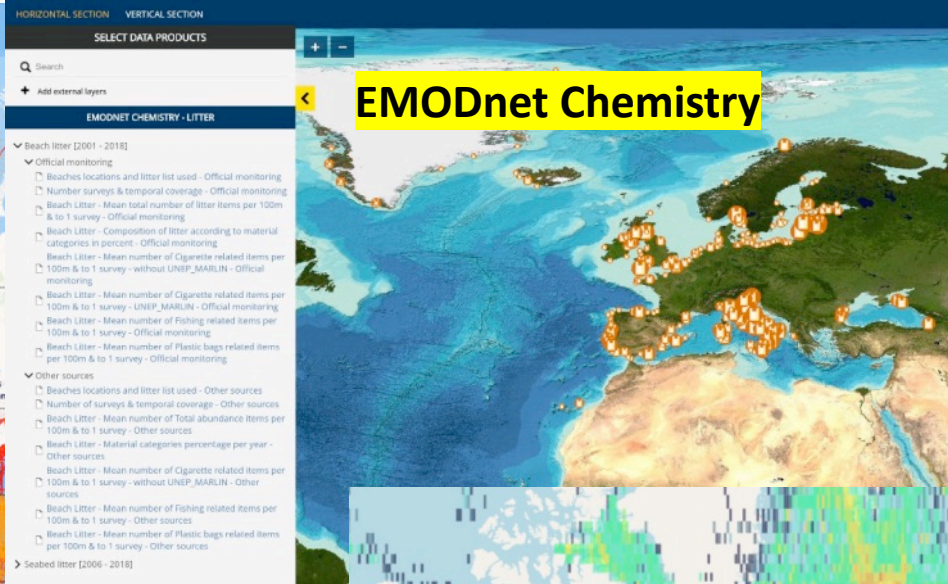 HORIZONTAL SECTION VERTICAL SECTION
SELECT DATA PRODUCTS
Search
Add external layers
EMODNET CHEMISTRY - LITTER
EMODnet Chemistry
Beach litter [2001 - 2018]
Official monitoring
Beaches locations and litter list used - Official monitoring
Number surveys & temporal coverage - Official monitoring
Beach Litter - Mean total number of litter items per 100m
& to 1 survey - Official monitoring
Beach Litter - Composition of litter according to material
categories in percent - Official monitoring
Beach Litter - Mean number of Cigarette related items per
100m & to 1 survey - without UNEP_MARLIN - Official
monitoring
Beach Litter - Mean number of Cigarette related items per
100m & to 1 survey - UNEP_MARLIN - Official monitoring
Beach Litter - Mean number of Fishing related items per
100m & to 1 survey - Official monitoring
Beach Litter - Mean number of Plastic bags related items
per 100m & to 1 survey - Official monitoring
Other sources
Beaches locations and litter list used - Other sources
Number of surveys & temporal coverage - Other sources
Beach Litter - Mean number of Total abundance items per
100m & to 1 survey - Other sources
Beach Litter - Material categories percentage per year -
Other sources
Beach Litter - Mean number of Cigarette related items per
100m & to 1 survey - without UNEP_MARLIN - Other
sources
Beach Litter - Mean number of Fishing related items per
100m & to 1 survey - Other sources
Beach Litter - Mean number of Plastic bags related items
per 100m & to 1 survey - Other sources
Seabed litter [2006 - 2018]